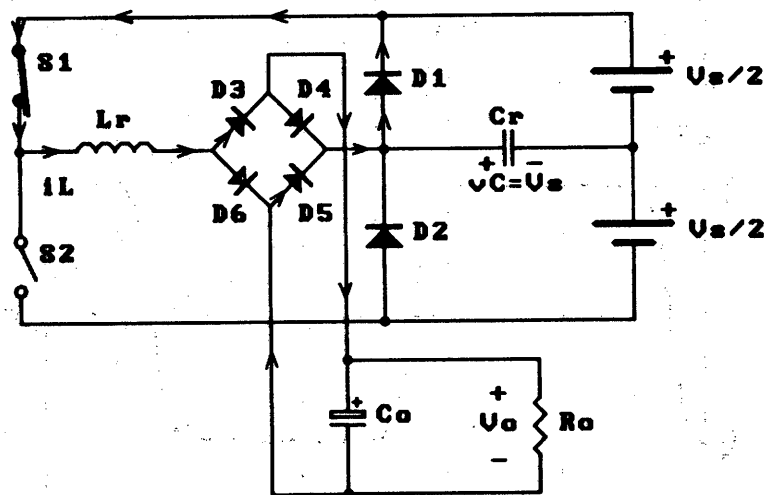 S1
D3
D4
D1
+
Vs/2
Lr
Cr
iL
+ −
vC=Vs
D6
D5
D2
+
Vs/2
S2
+
Co
+
Vo
−
Ro